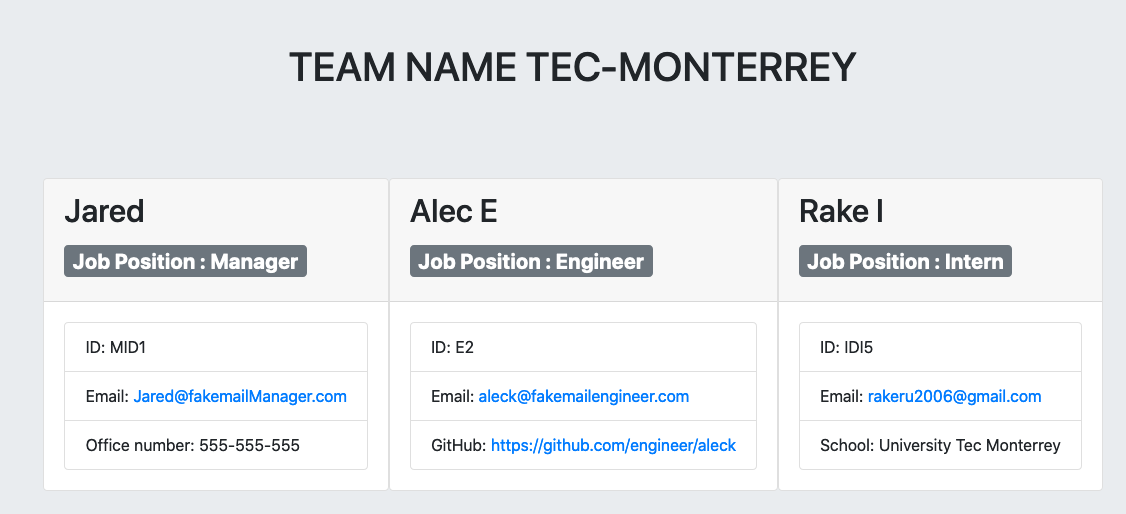 TEAM NAME TEC-MONTERREY
Jared
Job Position : Manager
ID: MID1
Email: Jared@fakemailManager.com
Office number: 555-555-555
Alec E
Job Position : Engineer
ID: E2
Email: aleck@fakemailengineer.com
GitHub: https://github.com/engineer/aleck
Rake I
Job Position : Intern
ID: IDI5
Email: rakeru2006@gmail.com
School: University Tec Monterrey